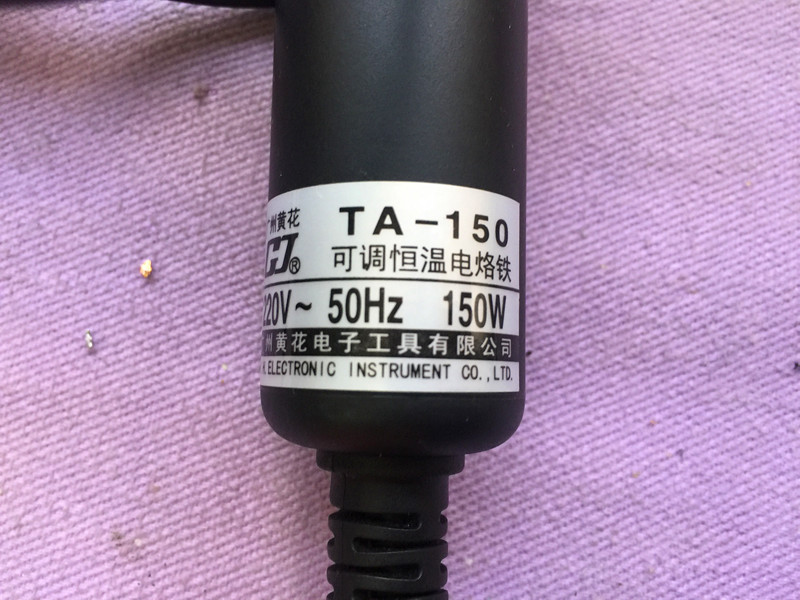 州黄花 TA-150
可调恒温电烙铁
220V~ 50Hz 150W
州黄花电子工具有限公司
ELECTRONIC INSTRUMENT CO.,LTD.